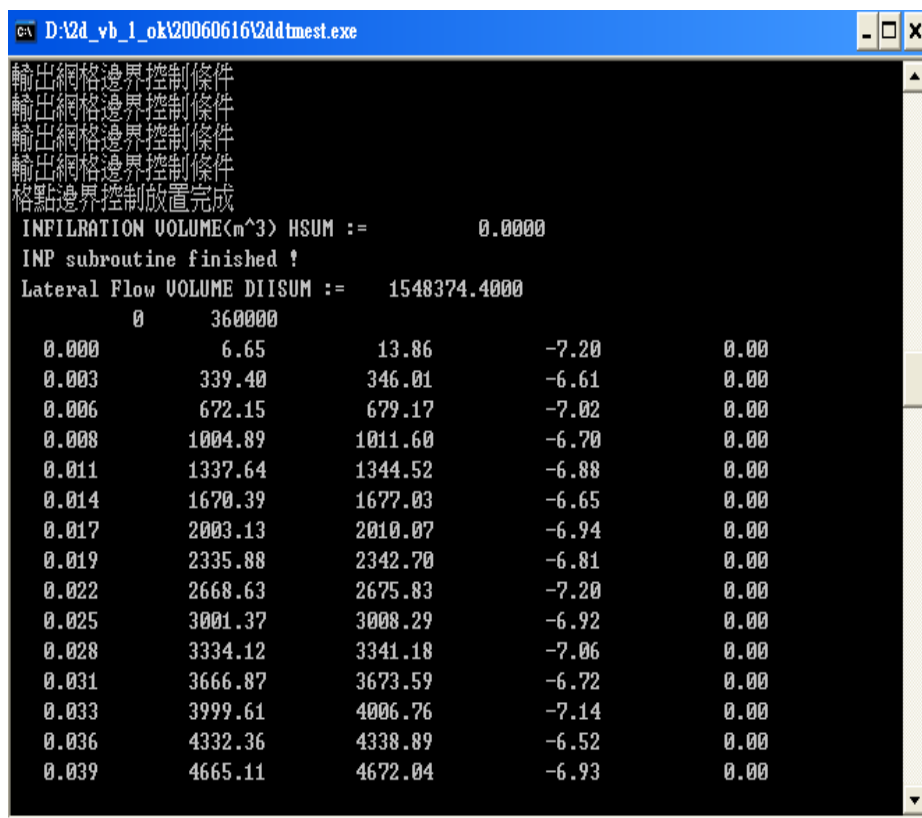 D:\2d_vb_1_ok\20060616\2ddtmest.exe
輸出網格邊界控制條件
輸出網格邊界控制條件
輸出網格邊界控制條件
輸出網格邊界控制條件
格點邊界控制放置完成
INFILRATION VOLUME(m^3) HSUM := 0.0000
INP subroutine finished !
Lateral Flow VOLUME DIISUM := 1548374.4000
0 360000
0.000 6.65 13.86 -7.20 0.00
0.003 339.40 346.01 -6.61 0.00
0.006 672.15 679.17 -7.02 0.00
0.008 1004.89 1011.60 -6.70 0.00
0.011 1337.64 1344.52 -6.88 0.00
0.014 1670.39 1677.03 -6.65 0.00
0.017 2003.13 2010.07 -6.94 0.00
0.019 2335.88 2342.70 -6.81 0.00
0.022 2668.63 2675.83 -7.20 0.00
0.025 3001.37 3008.29 -6.92 0.00
0.028 3334.12 3341.18 -7.06 0.00
0.031 3666.87 3673.59 -6.72 0.00
0.033 3999.61 4006.76 -7.14 0.00
0.036 4332.36 4338.89 -6.52 0.00
0.039 4665.11 4672.04 -6.93 0.00